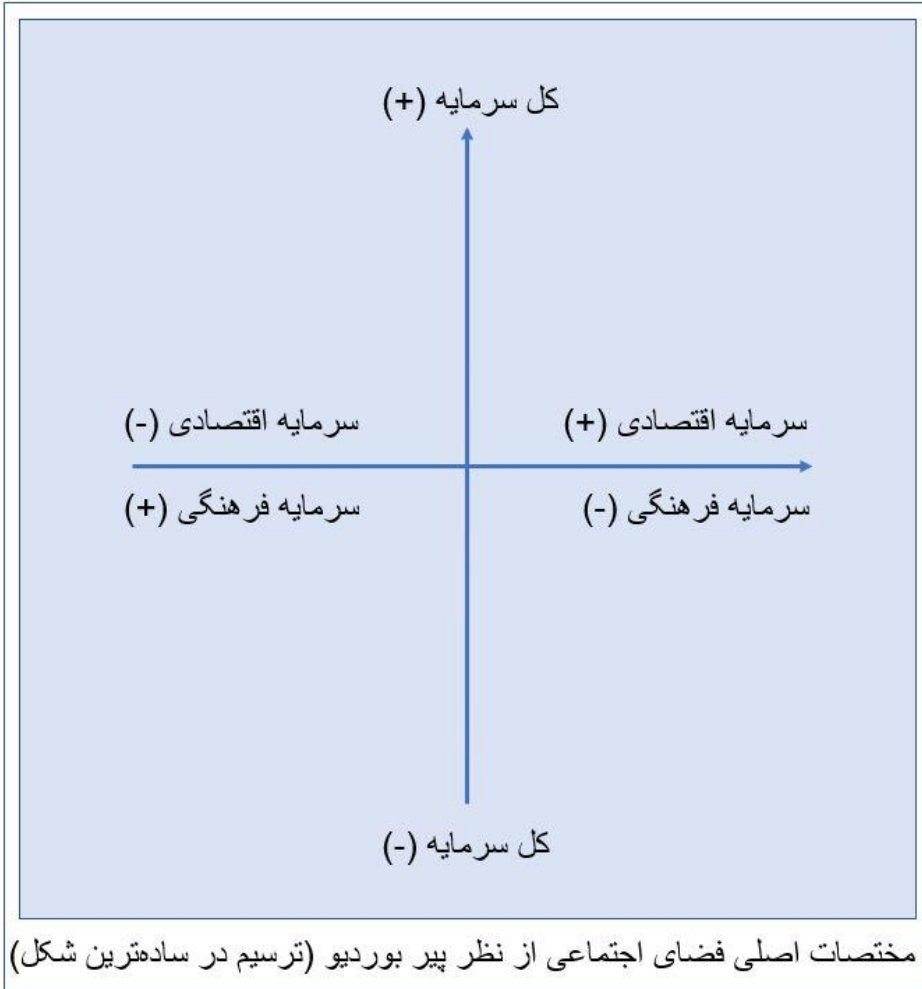 کل سرمایه (+)
سرمایه اقتصادی (+)
سرمایه اقتصادی (-)
سرمایه فرهنگی (-)
سرمایه فرهنگی (+)
کل سرمایه (-)
مختصات اصلی فضای اجتماعی از نظر پیر بوردیو (ترسیم در ساده‌ترین شکل)